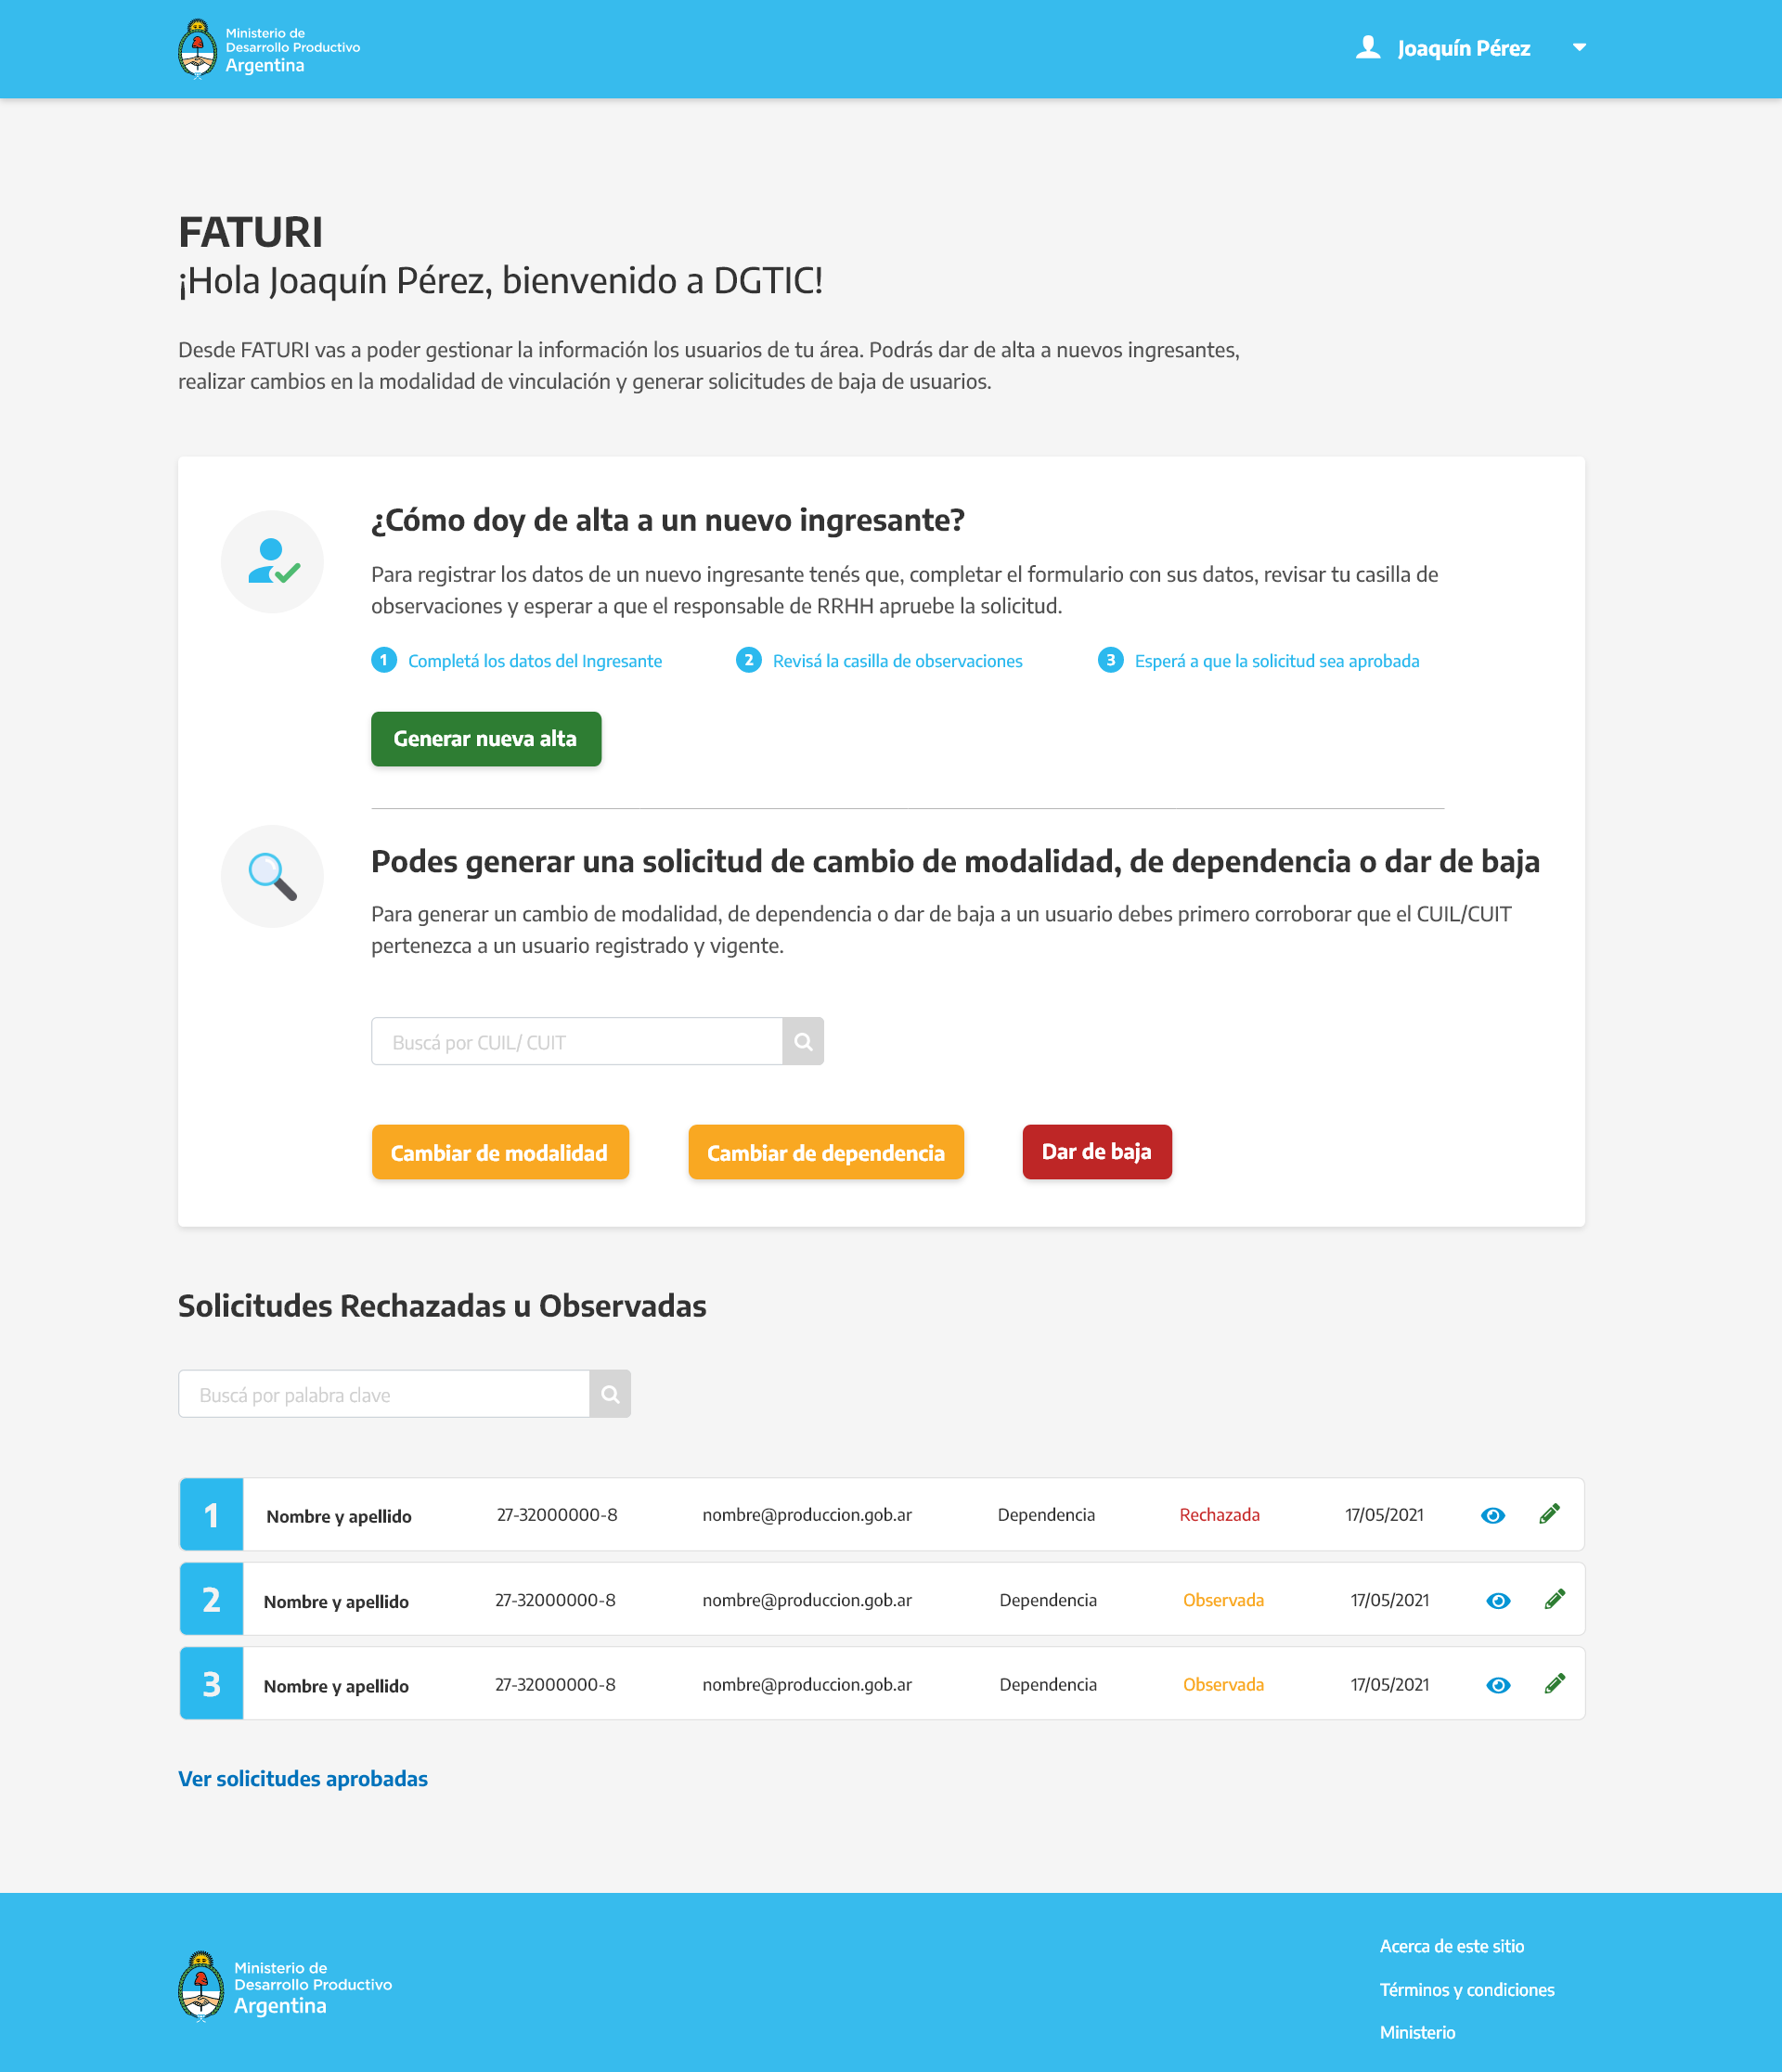 Ministerio de
Desarrollo Productivo
Argentina
Joaquín Pérez
FATURI
¡Hola Joaquín Pérez, bienvenido a DGTIC!
Desde FATURI vas a poder gestionar la información los usuarios de tu área. Podrás dar de alta a nuevos ingresantes,
realizar cambios en la modalidad de vinculación y generar solicitudes de baja de usuarios.
¿Cómo doy de alta a un nuevo ingresante?
Para registrar los datos de un nuevo ingresante tenés que, completar el formulario con sus datos, revisar tu casilla de
observaciones y esperar a que el responsable de RRHH apruebe la solicitud.
1 Completá los datos del Ingresante 2 Revisá la casilla de observaciones 3 Esperá a que la solicitud sea aprobada
Generar nueva alta
Podes generar una solicitud de cambio de modalidad, de dependencia o dar de baja
Para generar un cambio de modalidad, de dependencia o dar de baja a un usuario debes primero corroborar que el CUIL/CUIT
pertenezca a un usuario registrado y vigente.
Buscá por CUIL/ CUIT
Cambiar de modalidad Cambiar de dependencia Dar de baja
Solicitudes Rechazadas u Observadas
Buscá por palabra clave
1 Nombre y apellido 27-32000000-8 nombre@produccion.gob.ar Dependencia Rechazada 17/05/2021
2 Nombre y apellido 27-32000000-8 nombre@produccion.gob.ar Dependencia Observada 17/05/2021
3 Nombre y apellido 27-32000000-8 nombre@produccion.gob.ar Dependencia Observada 17/05/2021
Ver solicitudes aprobadas
Ministerio de
Desarrollo Productivo
Argentina
Acerca de este sitio
Términos y condiciones
Ministerio